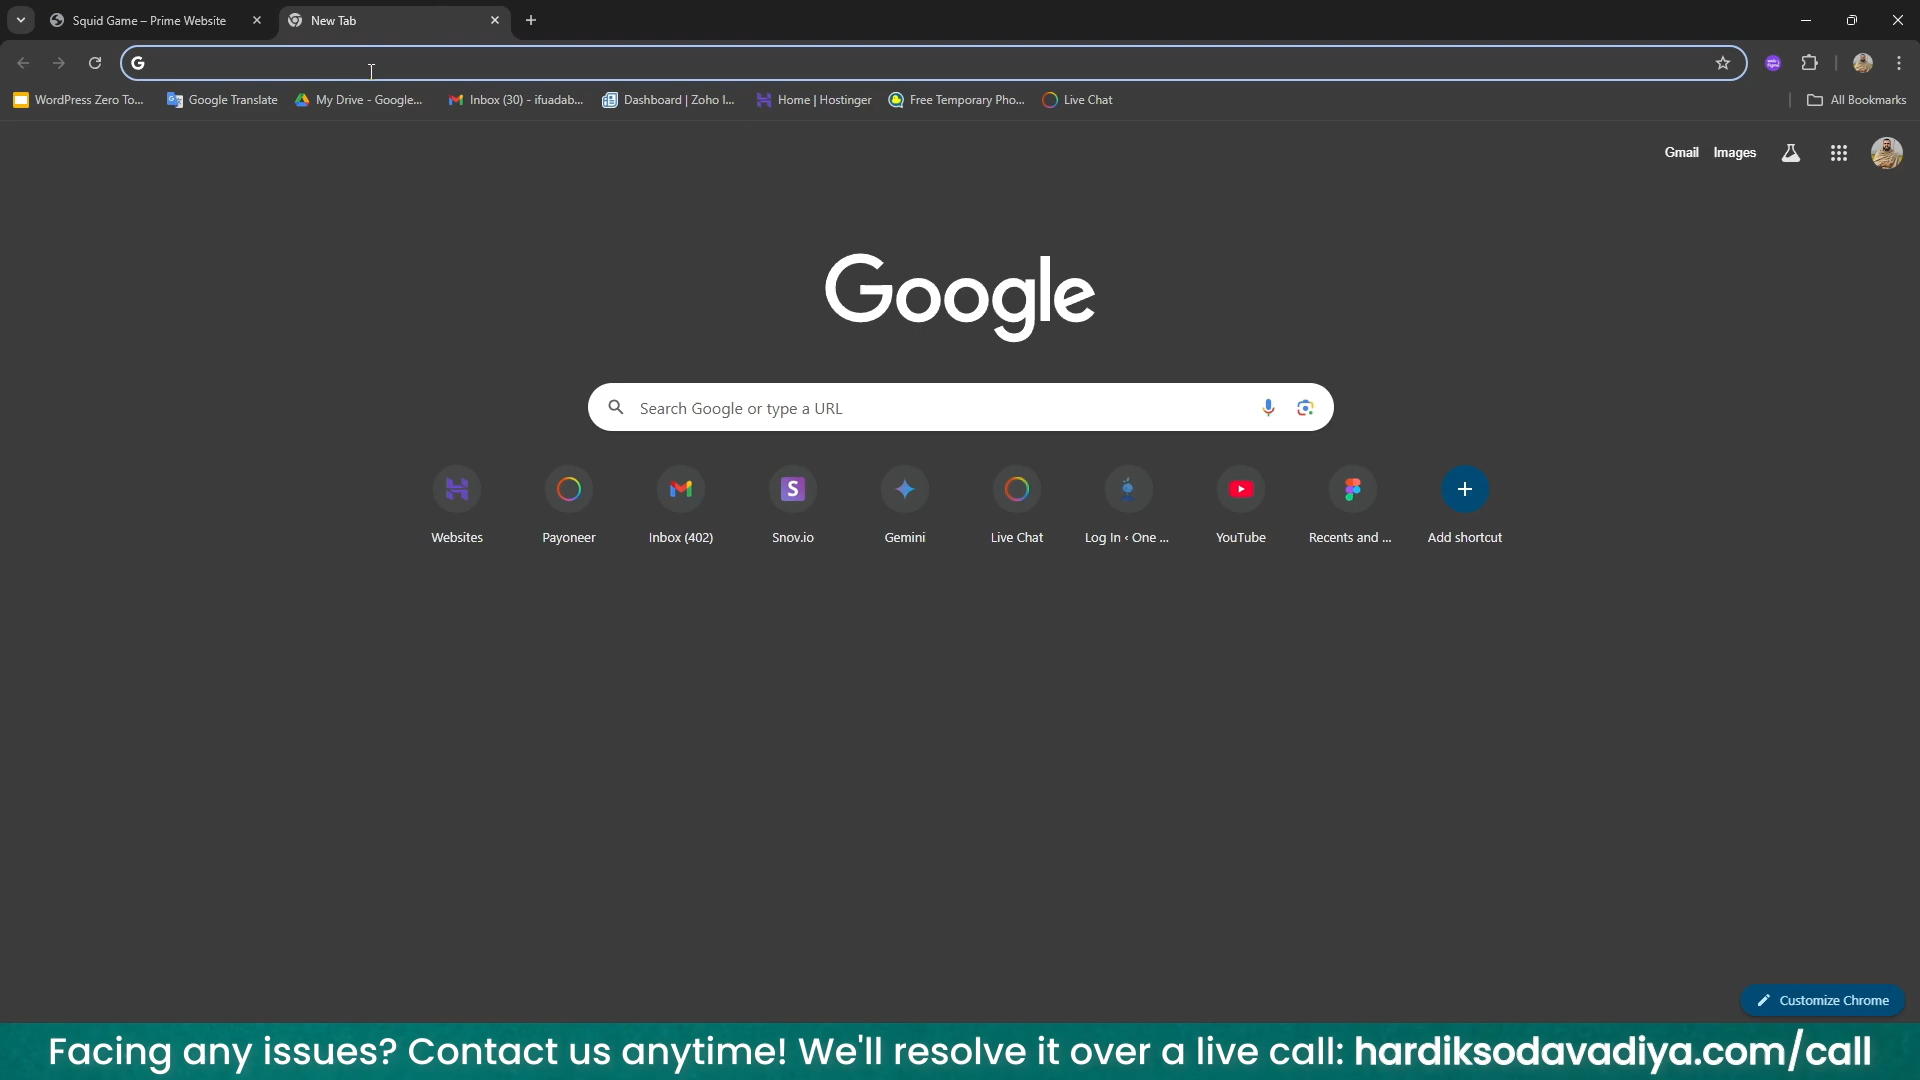 Squid Game – Prime Website
New Tab
WordPress Zero To...
Google Translate
My Drive - Google...
Inbox (30) - ifuadab...
Dashboard | Zoho I...
Home | Hostinger
Free Temporary Pho...
Live Chat
All Bookmarks
Gmail
Images
Google
Search Google or type a URL
Websites
Payoneer
Inbox (402)
Snov.io
Gemini
Live Chat
Log In ‹ One ...
YouTube
Recents and ...
Add shortcut
Customize Chrome
Facing any issues? Contact us anytime! We'll resolve it over a live call: hardiksodavadiya.com/call